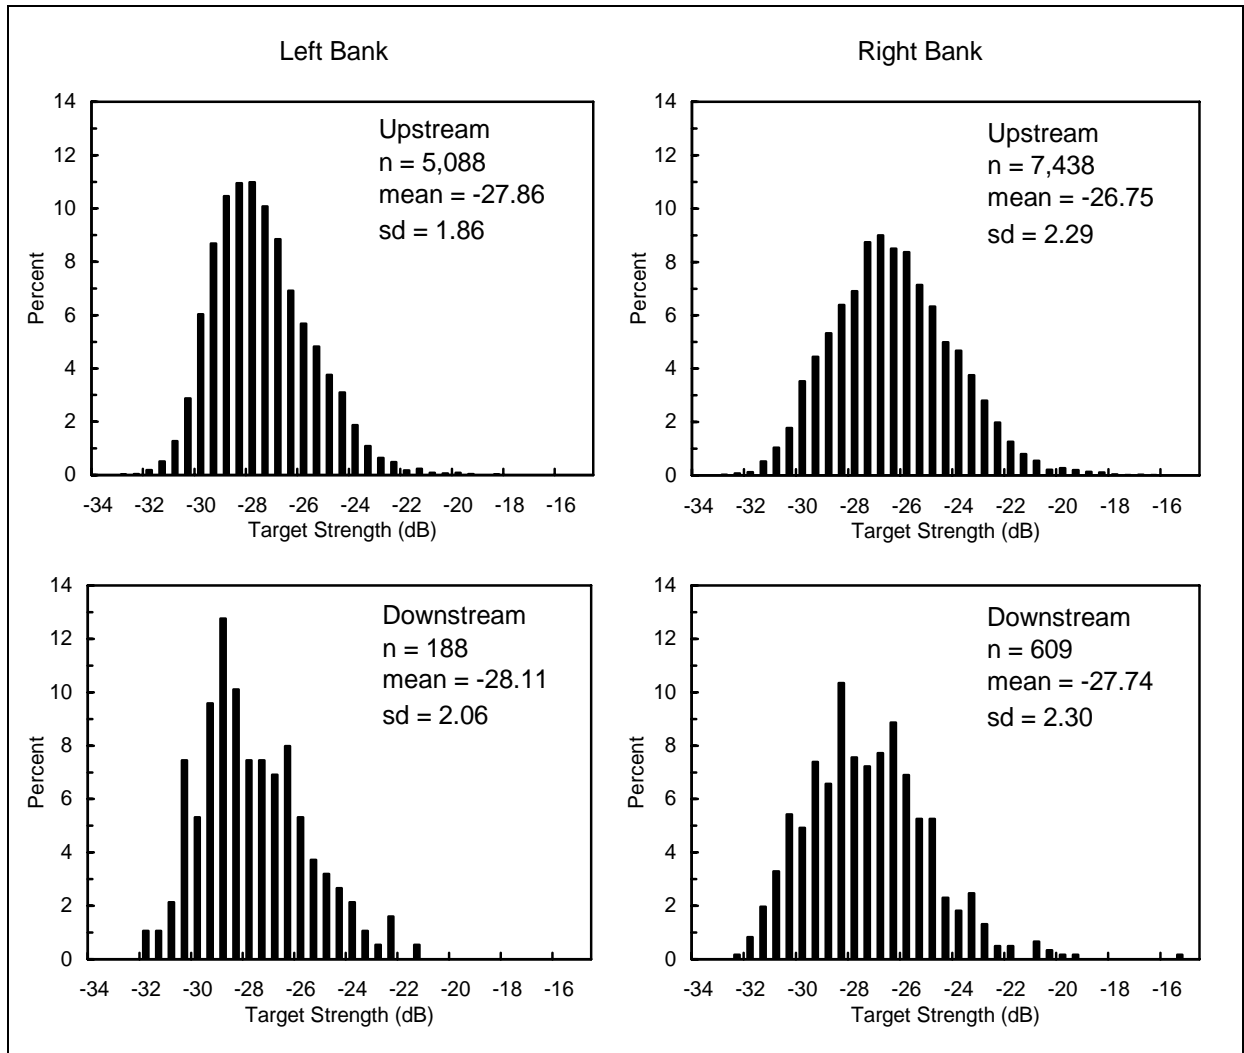 Left Bank
Right Bank
14
12
10
8
6
4
2
0
Percent
Upstream
n = 5,088
mean = -27.86
sd = 1.86
-34 -32 -30 -28 -26 -24 -22 -20 -18 -16
Target Strength (dB)
14
12
10
8
6
4
2
0
Percent
Upstream
n = 7,438
mean = -26.75
sd = 2.29
-34 -32 -30 -28 -26 -24 -22 -20 -18 -16
Target Strength (dB)
14
12
10
8
6
4
2
0
Percent
Downstream
n = 188
mean = -28.11
sd = 2.06
-34 -32 -30 -28 -26 -24 -22 -20 -18 -16
Target Strength (dB)
14
12
10
8
6
4
2
0
Percent
Downstream
n = 609
mean = -27.74
sd = 2.30
-34 -32 -30 -28 -26 -24 -22 -20 -18 -16
Target Strength (dB)